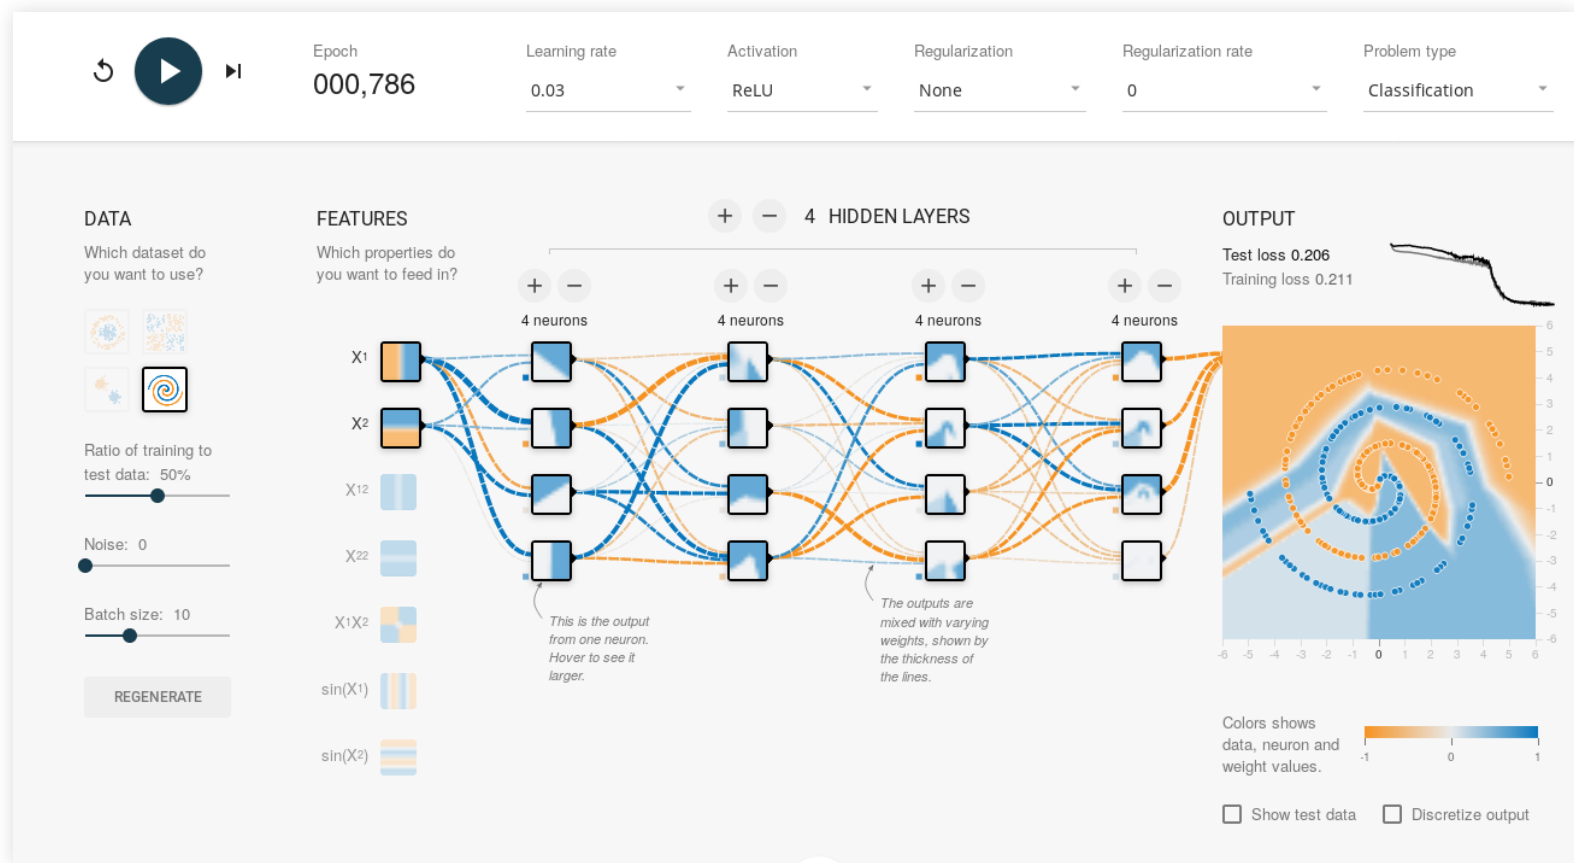 Epoch
000,786
Learning rate
0.03
Activation
ReLU
Regularization
None
Regularization rate
0
Problem type
Classification
DATA
Which dataset do
you want to use?
Ratio of training to
test data: 50%
Noise: 0
Batch size: 10
REGENERATE
FEATURES
Which properties do
you want to feed in?
X1
X2
X12
X22
X1X2
sin(X1)
sin(X2)
+ − 4 HIDDEN LAYERS
+ − + − + − + −
4 neurons
4 neurons
4 neurons
4 neurons
This is the output
from one neuron.
Hover to see it
larger.
The outputs are
mixed with varying
weights, shown by
the thickness of
the lines.
OUTPUT
Test loss 0.206
Training loss 0.211
6
5
4
3
2
1
0
-1
-2
-3
-4
-5
-6
-6 -5 -4 -3 -2 -1 0 1 2 3 4 5 6
Colors shows
data, neuron and
weight values.
-1 0 1
Show test data
Discretize output